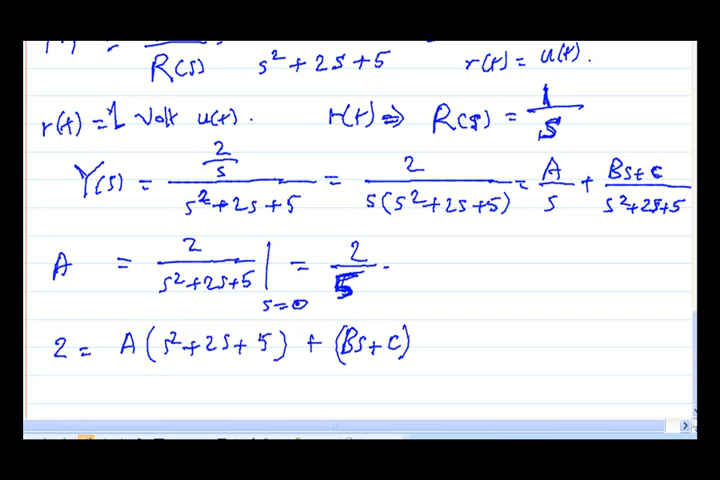 R(s) s²+2s+5 r(t) = u(t).
r(t) = 1 Volt u(t). r(t) ⇒ R(s) = 1/s
Y(s) = (2/s)/(s²+2s+5) = 2/(s(s²+2s+5)) = A/s + (Bs+c)/(s²+2s+5)
A = 2/(s²+2s+5) |s=0 = 2/5 .
2 = A(s²+2s+5) + (Bs+c)